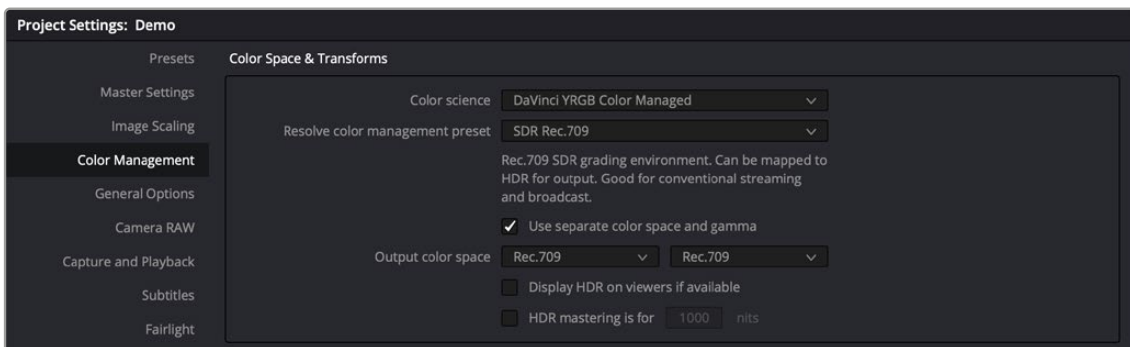 Project Settings: Demo
Presets
Master Settings
Image Scaling
Color Management
General Options
Camera RAW
Capture and Playback
Subtitles
Fairlight
Color Space & Transforms
Color science DaVinci YRGB Color Managed
Resolve color management preset SDR Rec.709
Rec.709 SDR grading environment. Can be mapped to
HDR for output. Good for conventional streaming
and broadcast.
Use separate color space and gamma
Output color space Rec.709 Rec.709
Display HDR on viewers if available
HDR mastering is for 1000 nits